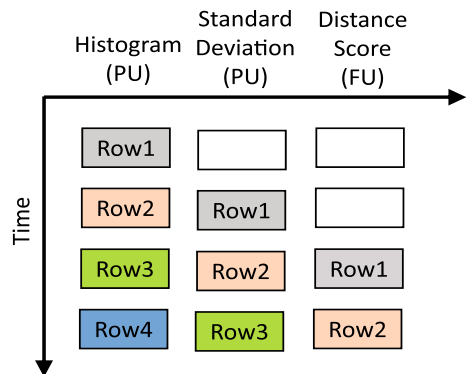 Histogram
(PU)
Standard
Deviation
(PU)
Distance
Score
(FU)
Time
Row1
Row2 Row1
Row3 Row2 Row1
Row4 Row3 Row2